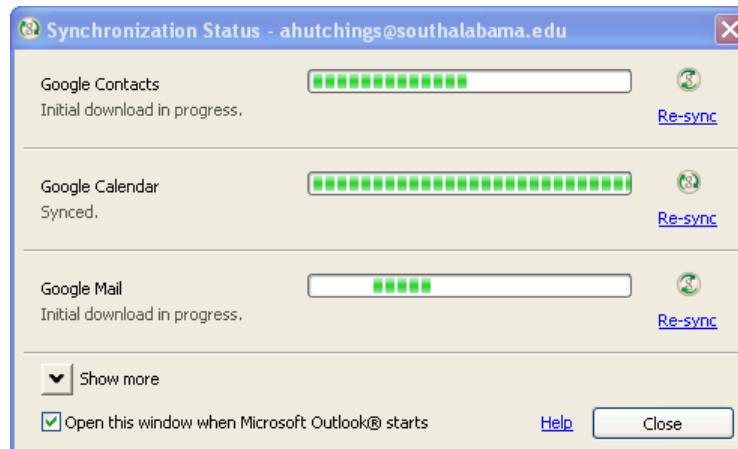 Synchronization Status - ahutchings@southalabama.edu
Google Contacts
Initial download in progress.
Re-sync
Google Calendar
Synced.
Re-sync
Google Mail
Initial download in progress.
Re-sync
Show more
Open this window when Microsoft Outlook® starts
Help
Close